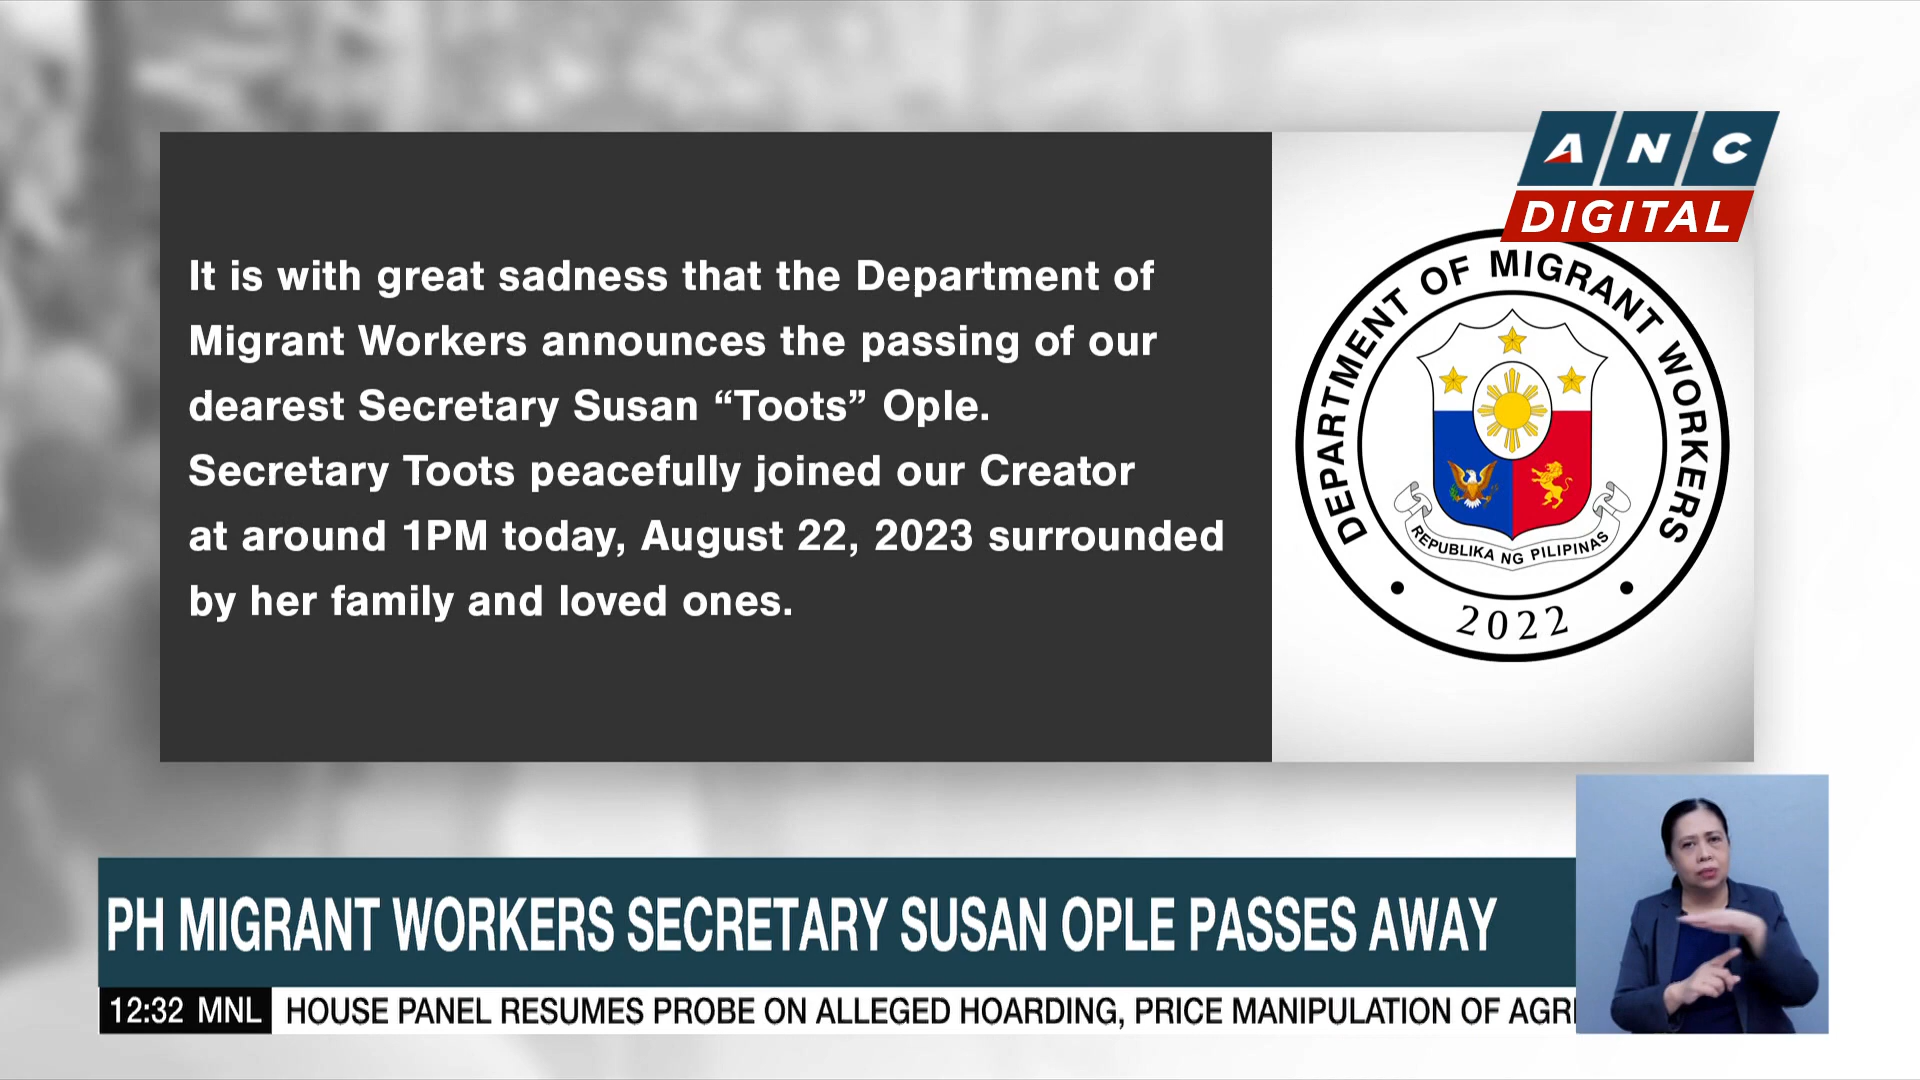 ANC
DIGITAL
It is with great sadness that the Department of
Migrant Workers announces the passing of our
dearest Secretary Susan “Toots” Ople.
Secretary Toots peacefully joined our Creator
at around 1PM today, August 22, 2023 surrounded
by her family and loved ones.
DEPARTMENT OF MIGRANT WORKERS
REPUBLIKA NG PILIPINAS
• 2022 •
PH MIGRANT WORKERS SECRETARY SUSAN OPLE PASSES AWAY
12:32 MNL HOUSE PANEL RESUMES PROBE ON ALLEGED HOARDING, PRICE MANIPULATION OF AGRI